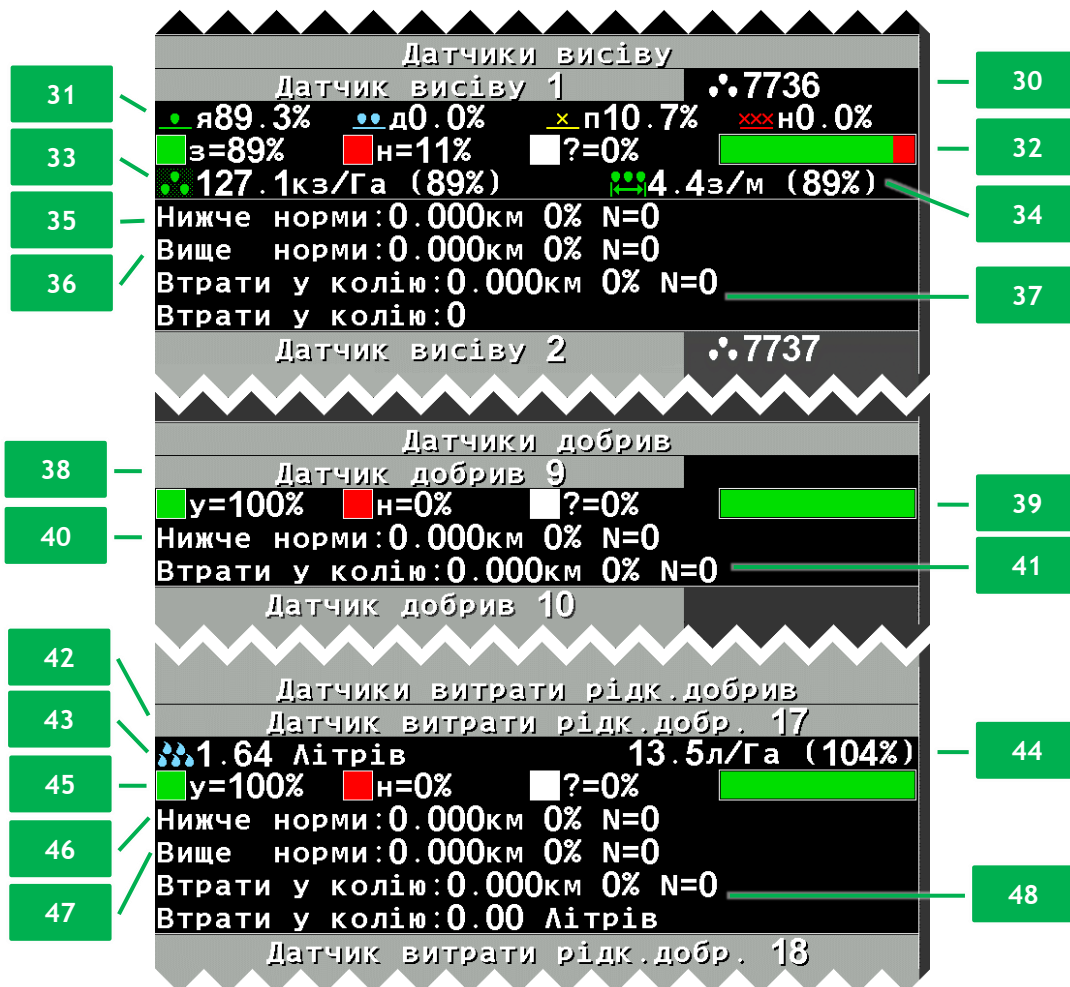 Датчики висіву
Датчик висіву 1 7736 30
31
я89.3% д0.0% п10.7% н0.0%
з=89% н=11% ?=0% 32
33
127.1кз/Га (89%) 4.4з/м (89%)
34
35 Нижче норми:0.000км 0% N=0
Вище норми:0.000км 0% N=0
36 Втрати у колію:0.000км 0% N=0 37
Втрати у колію:0
Датчик висіву 2 7737
Датчики добрив
38 Датчик добрив 9
у=100% н=0% ?=0% 39
40 Нижче норми:0.000км 0% N=0
Втрати у колію:0.000км 0% N=0 41
Датчик добрив 10
42
Датчики витрати рідк.добрив
43 Датчик витрати рідк.добр. 17
1.64 Літрів 13.5л/Га (104%) 44
45 у=100% н=0% ?=0%
46 Нижче норми:0.000км 0% N=0
Вище норми:0.000км 0% N=0
47 Втрати у колію:0.000км 0% N=0 48
Втрати у колію:0.00 Літрів
Датчик витрати рідк.добр. 18